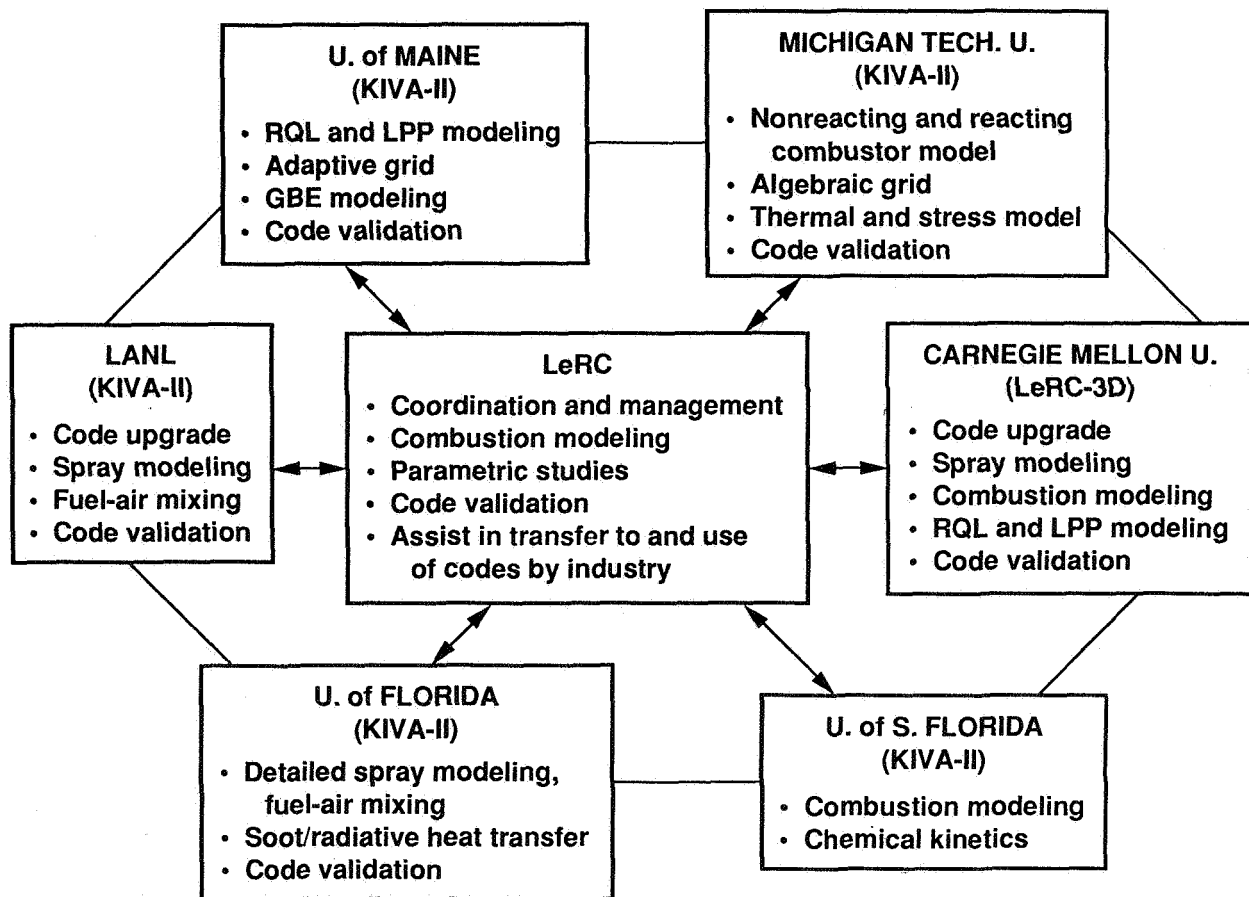 U. of MAINE
(KIVA-II)
• RQL and LPP modeling
• Adaptive grid
• GBE modeling
• Code validation
MICHIGAN TECH. U.
(KIVA-II)
• Nonreacting and reacting
combustor model
• Algebraic grid
• Thermal and stress model
• Code validation
LANL
(KIVA-II)
• Code upgrade
• Spray modeling
• Fuel-air mixing
• Code validation
LeRC
• Coordination and management
• Combustion modeling
• Parametric studies
• Code validation
• Assist in transfer to and use
of codes by industry
CARNEGIE MELLON U.
(LeRC-3D)
• Code upgrade
• Spray modeling
• Combustion modeling
• RQL and LPP modeling
• Code validation
U. of FLORIDA
(KIVA-II)
• Detailed spray modeling,
fuel-air mixing
• Soot/radiative heat transfer
• Code validation
U. of S. FLORIDA
(KIVA-II)
• Combustion modeling
• Chemical kinetics